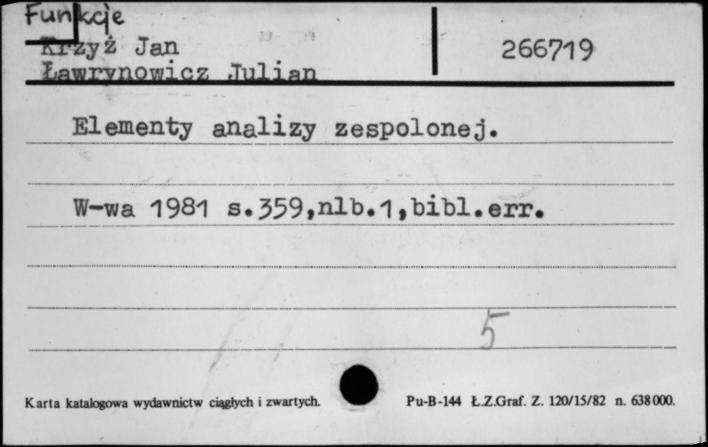 Funkcje
Krzyż Jan
266719
Ławrynowicz Julian
Elementy analizy zespolonej.
W-wa 1981 s.359,nlb.1,bibl.err.
5
Karta katalogowa wydawnictw ciągłych i zwartych.
Pu-B-144 Ł.Z.Graf. Z. 120/15/82 n. 638000.